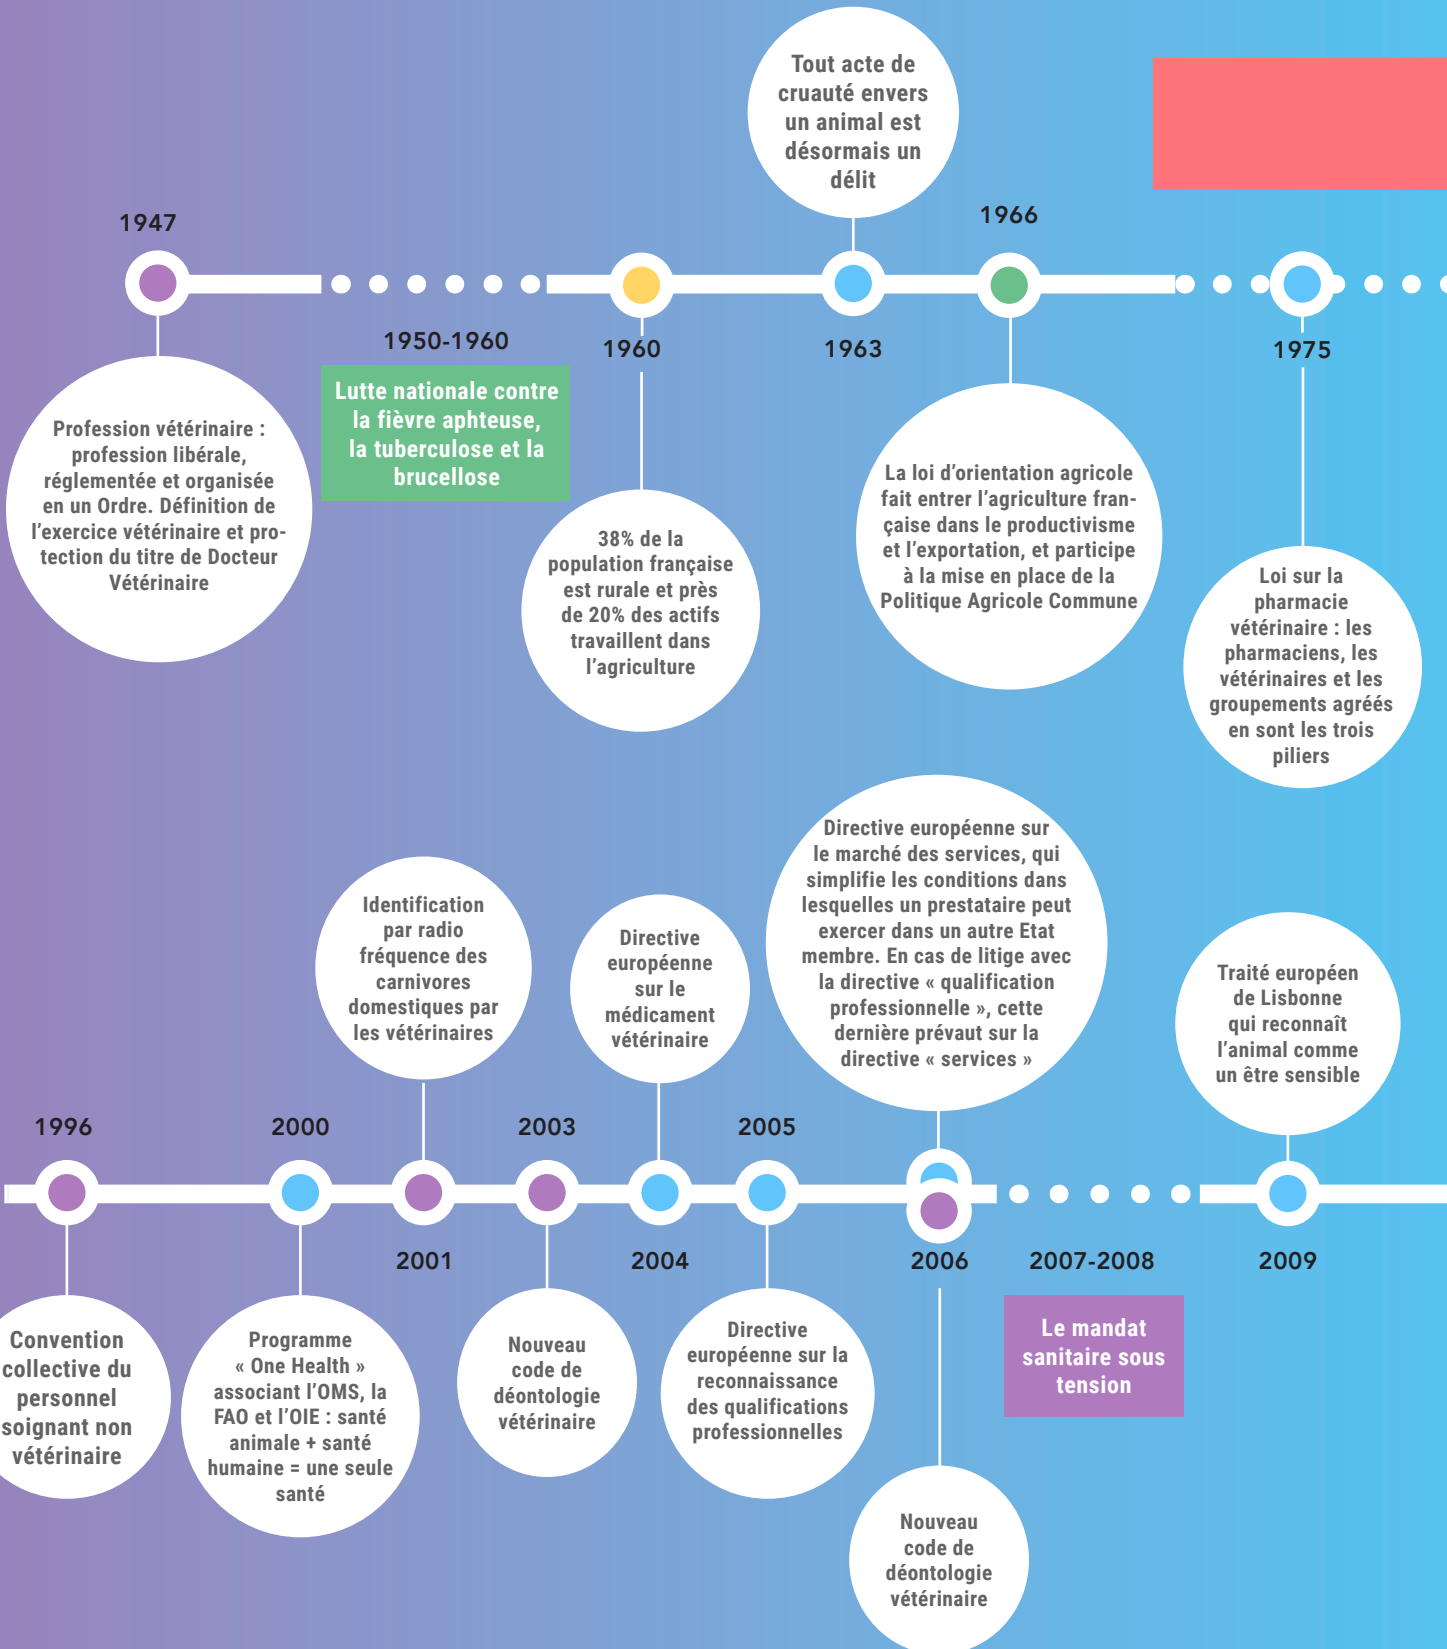 Tout acte de
cruauté envers
un animal est
désormais un
délit
1947
1966
1950-1960
1960
1963
1975
Lutte nationale contre
la fièvre aphteuse,
la tuberculose et la
brucellose
Profession vétérinaire :
profession libérale,
réglementée et organisée
en un Ordre. Définition de
l’exercice vétérinaire et pro-
tection du titre de Docteur
Vétérinaire
38% de la
population française
est rurale et près
de 20% des actifs
travaillent dans
l’agriculture
La loi d’orientation agricole
fait entrer l’agriculture fran-
çaise dans le productivisme
et l’exportation, et participe
à la mise en place de la
Politique Agricole Commune
Loi sur la
pharmacie
vétérinaire : les
pharmaciens, les
vétérinaires et les
groupements agréés
en sont les trois
piliers
Identification
par radio
fréquence des
carnivores
domestiques par
les vétérinaires
Directive
européenne
sur le
médicament
vétérinaire
Directive européenne sur
le marché des services, qui
simplifie les conditions dans
lesquelles un prestataire peut
exercer dans un autre Etat
membre. En cas de litige avec
la directive « qualification
professionnelle », cette
dernière prévaut sur la
directive « services »
Traité européen
de Lisbonne
qui reconnaît
l’animal comme
un être sensible
1996
2000
2003
2005
2001
2004
2006
2007-2008
2009
Convention
collective du
personnel
soignant non
vétérinaire
Programme
« One Health »
associant l’OMS, la
FAO et l’OIE : santé
animale + santé
humaine = une seule
santé
Nouveau
code de
déontologie
vétérinaire
Directive
européenne sur la
reconnaissance
des qualifications
professionnelles
Le mandat
sanitaire sous
tension
Nouveau
code de
déontologie
vétérinaire